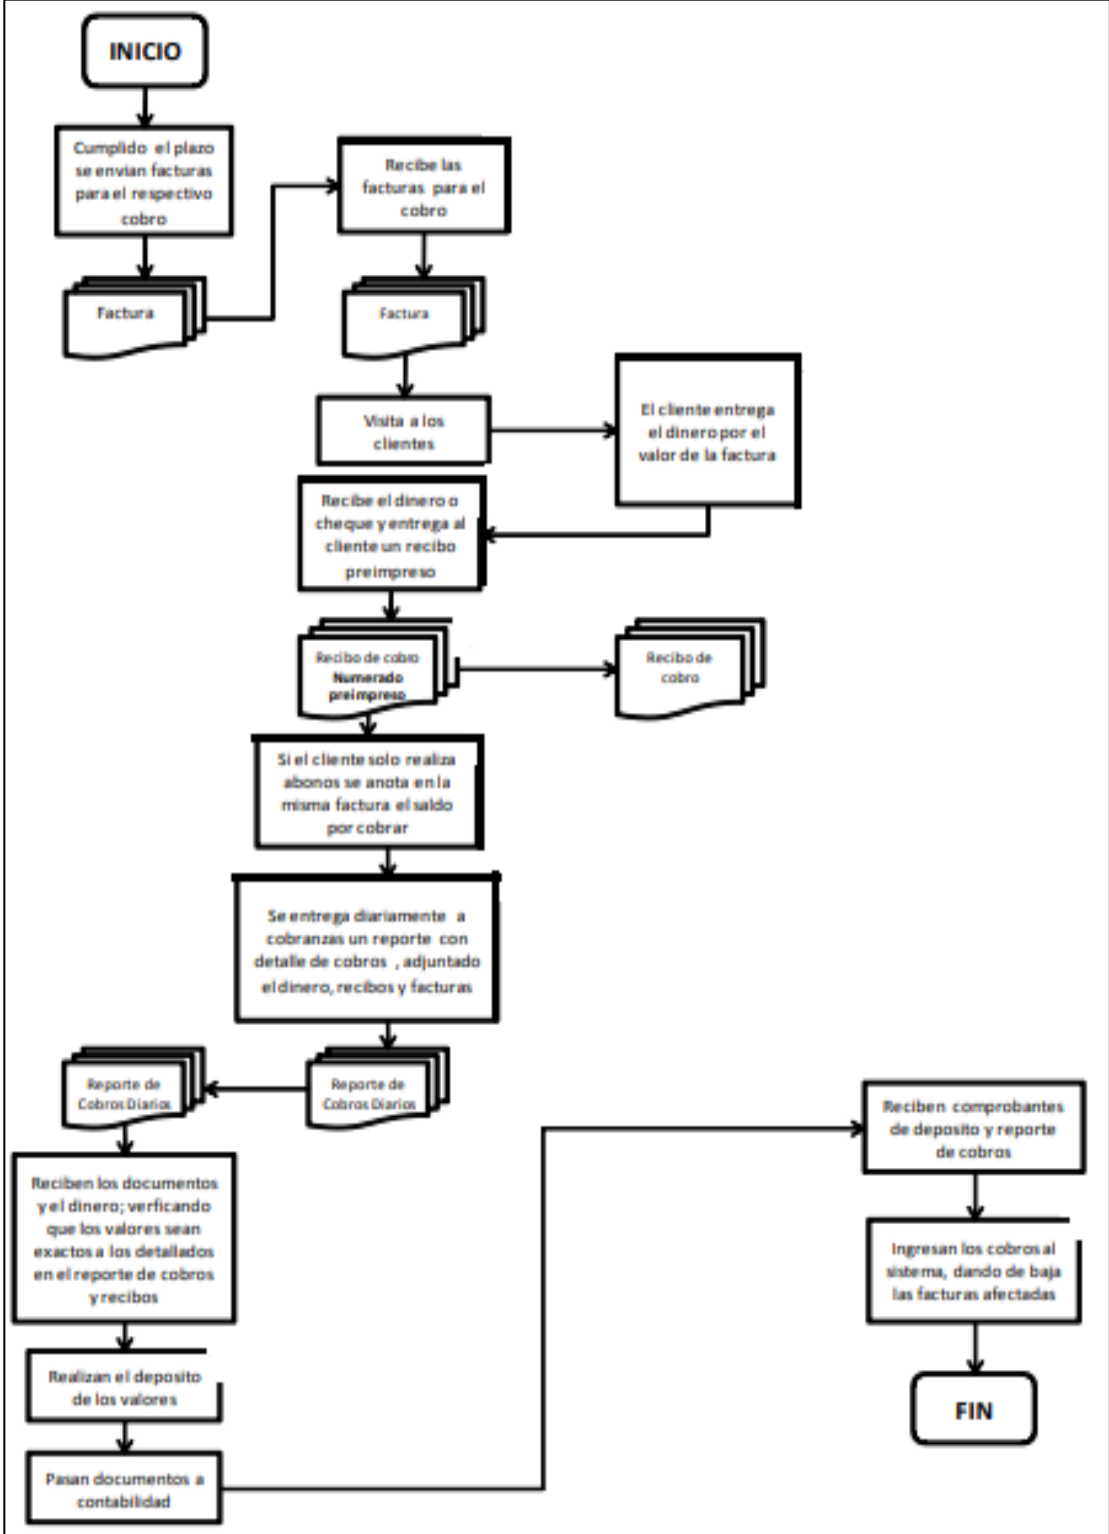 INICIO
Cumplido el plazo
se envian facturas
para el respectivo
cobro
Recibe las
facturas para el
cobro
Factura
Factura
Visita a los
clientes
El cliente entrega
el dinero por el
valor de la factura
Recibe el dinero o
cheque y entrega al
cliente un recibo
preimpreso
Recibo de cobro
Numerado
preimpreso
Recibo de
cobro
Si el cliente solo realiza
abonos se anota en la
misma factura el saldo
por cobrar
Se entrega diariamente a
cobranzas un reporte con
detalle de cobros , adjuntado
el dinero, recibos y facturas
Reporte de
Cobros Diarios
Reporte de
Cobros Diarios
Reciben los documentos
y el dinero; verficando
que los valores sean
exactos a los detallados
en el reporte de cobros
y recibos
Realizan el deposito
de los valores
Pasan documentos a
contabilidad
Reciben comprobantes
de deposito y reporte
de cobros
Ingresan los cobros al
sistema, dando de baja
las facturas afectadas
FIN